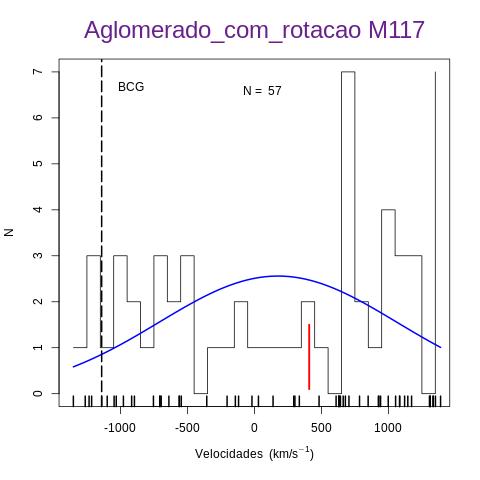 Aglomerado_com_rotacao M117
BCG
N = 57
N
7
6
5
4
3
2
1
0
-1000 -500 0 500 1000
Velocidades (km/s⁻¹)